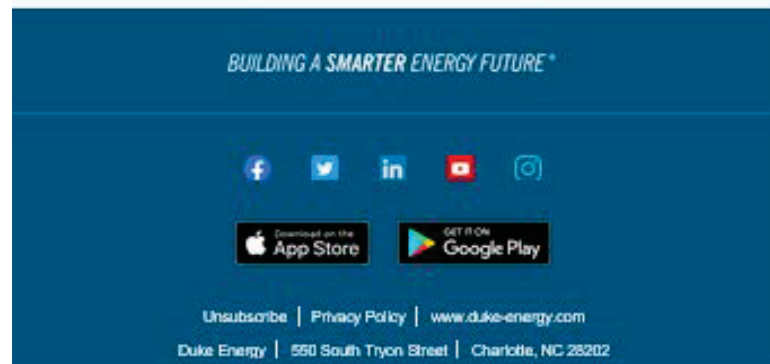 BUILDING A SMARTER ENERGY FUTURE®
Download on the
App Store
GET IT ON
Google Play
Unsubscribe | Privacy Policy | www.duke-energy.com
Duke Energy | 550 South Tryon Street | Charlotte, NC 28202